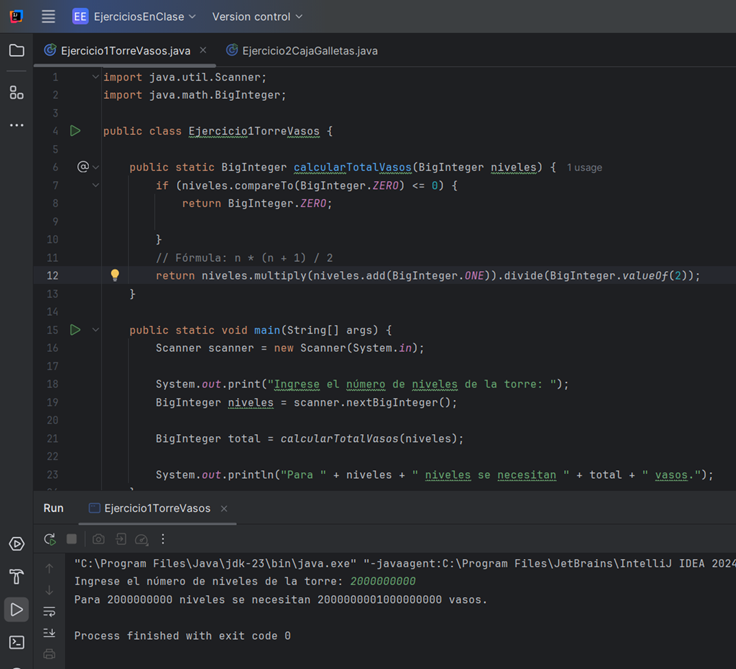 EE EjerciciosEnClase Version control
Ejercicio1TorreVasos.java Ejercicio2CajaGalletas.java
1 import java.util.Scanner;
2 import java.math.BigInteger;
3
4 public class Ejercicio1TorreVasos {
5
6 @ public static BigInteger calcularTotalVasos(BigInteger niveles) { 1 usage
7 if (niveles.compareTo(BigInteger.ZERO) <= 0) {
8 return BigInteger.ZERO;
9
10 }
11 // Fórmula: n * (n + 1) / 2
12 return niveles.multiply(niveles.add(BigInteger.ONE)).divide(BigInteger.valueOf(2));
13 }
14
15 public static void main(String[] args) {
16 Scanner scanner = new Scanner(System.in);
17
18 System.out.print("Ingrese el número de niveles de la torre: ");
19 BigInteger niveles = scanner.nextBigInteger();
20
21 BigInteger total = calcularTotalVasos(niveles);
22
23 System.out.println("Para " + niveles + " niveles se necesitan " + total + " vasos.");
Run Ejercicio1TorreVasos
"C:\Program Files\Java\jdk-23\bin\java.exe" "-javaagent:C:\Program Files\JetBrains\IntelliJ IDEA 2024
Ingrese el número de niveles de la torre: 2000000000
Para 2000000000 niveles se necesitan 2000000001000000000 vasos.
Process finished with exit code 0